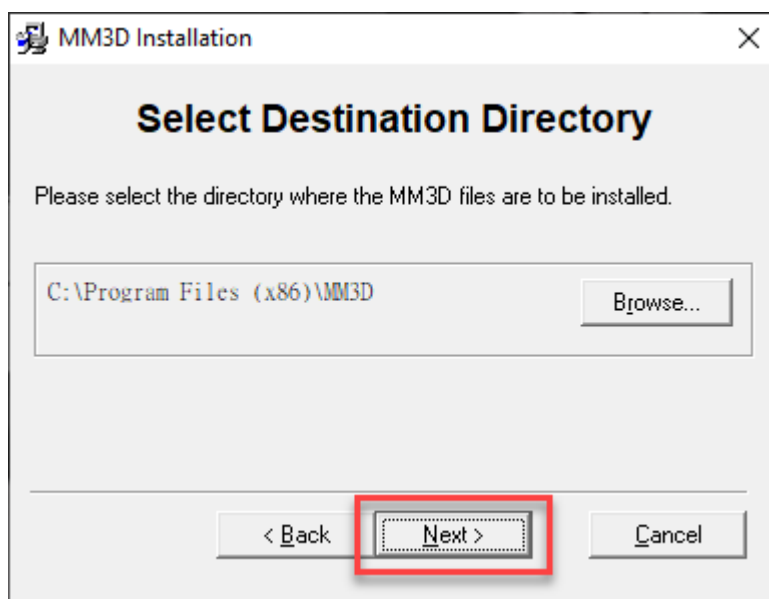 MM3D Installation
Select Destination Directory
Please select the directory where the MM3D files are to be installed.
C:\Program Files (x86)\MM3D
Browse...
< Back
Next >
Cancel